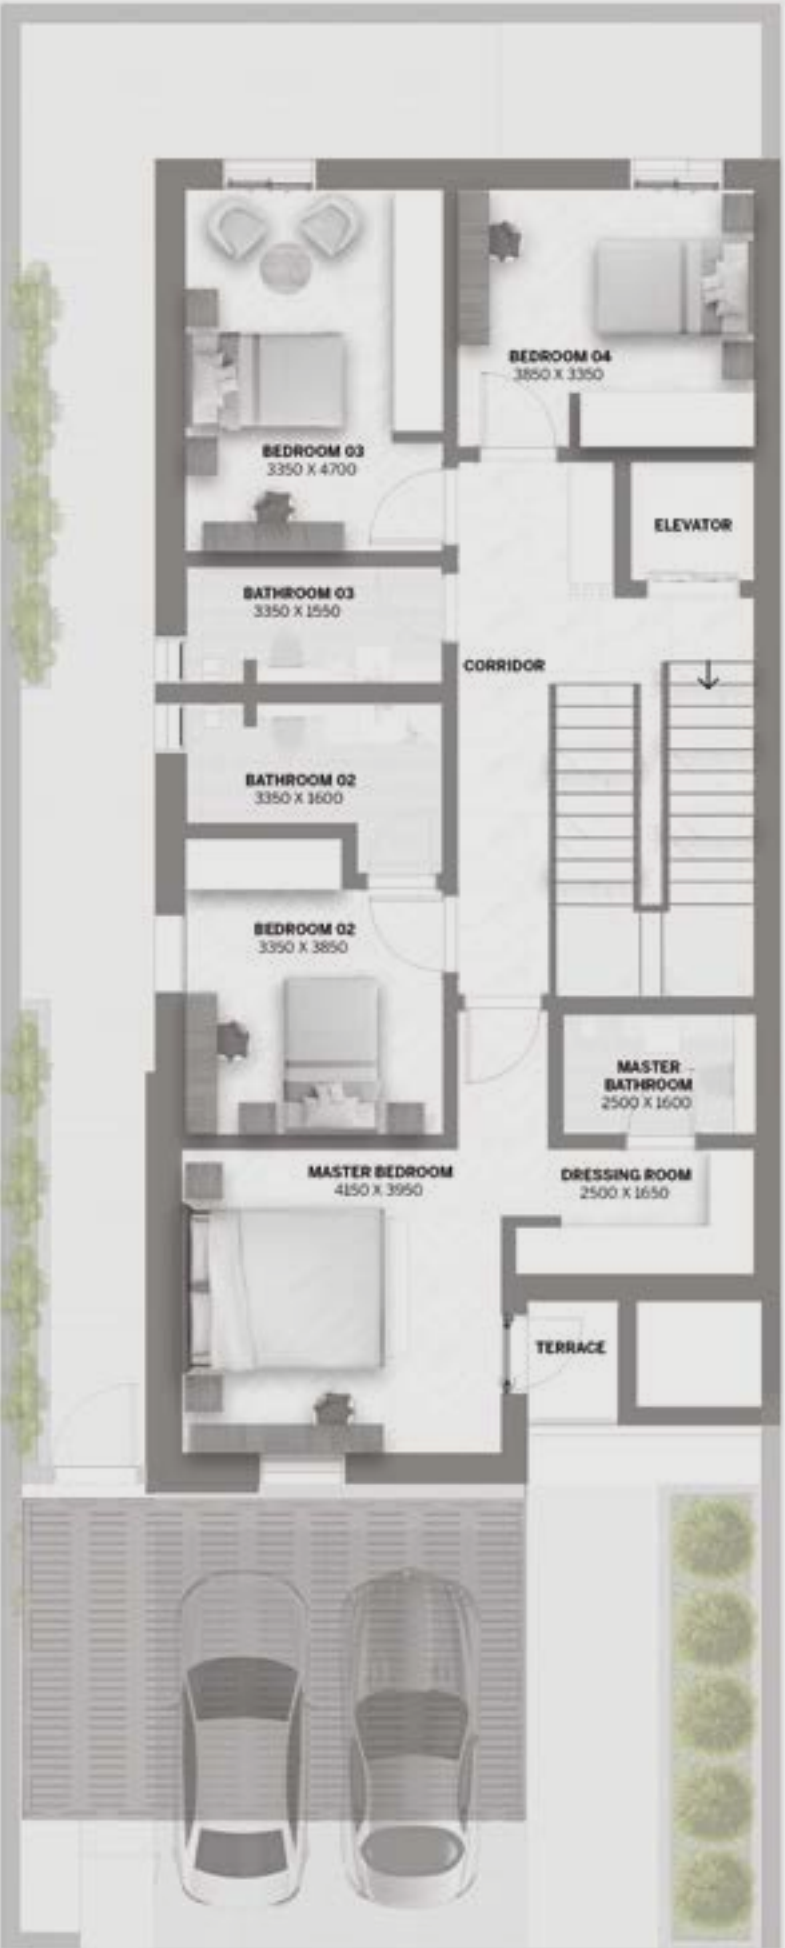 BEDROOM 04
3850 X 3350
BEDROOM 03
3350 X 4700
ELEVATOR
BATHROOM 03
3350 X 1550
CORRIDOR
BATHROOM 02
3350 X 1600
BEDROOM 02
3350 X 3850
MASTER
BATHROOM
2500 X 1600
MASTER BEDROOM
4150 X 3950
DRESSING ROOM
2500 X 1650
TERRACE